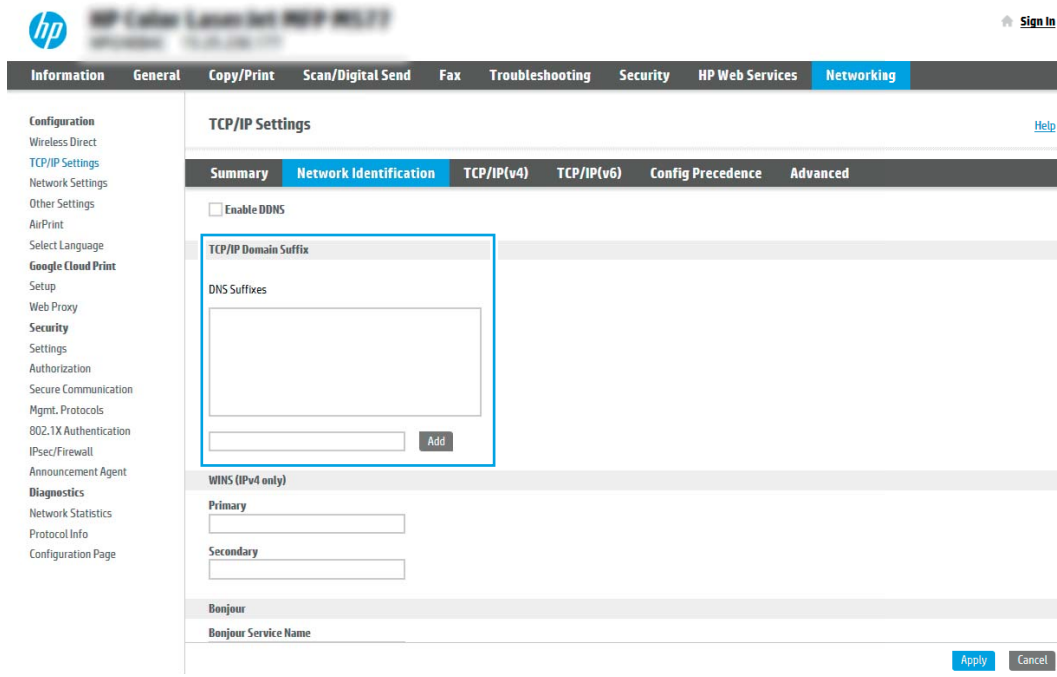 hp
Sign In
Information General Copy/Print Scan/Digital Send Fax Troubleshooting Security HP Web Services Networking
Configuration
Wireless Direct
TCP/IP Settings
Network Settings
Other Settings
AirPrint
Select Language
Google Cloud Print
Setup
Web Proxy
Security
Settings
Authorization
Secure Communication
Mgmt. Protocols
802.1X Authentication
IPsec/Firewall
Announcement Agent
Diagnostics
Network Statistics
Protocol Info
Configuration Page
TCP/IP Settings
Help
Summary Network Identification TCP/IP(v4) TCP/IP(v6) Config Precedence Advanced
Enable DDNS
TCP/IP Domain Suffix
DNS Suffixes
Add
WINS (IPv4 only)
Primary
Secondary
Bonjour
Bonjour Service Name
Apply Cancel